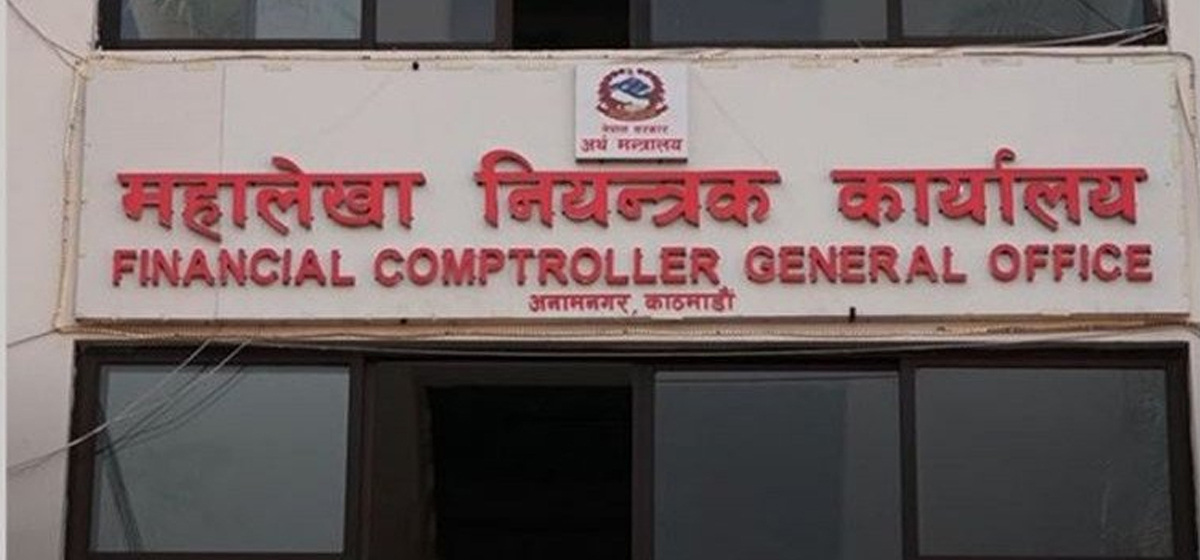 नेपाल सरकार
अर्थ मन्त्रालय
महालेखा नियन्त्रक कार्यालय
FINANCIAL COMPTROLLER GENERAL OFFICE
अनामनगर, काठमाडौं